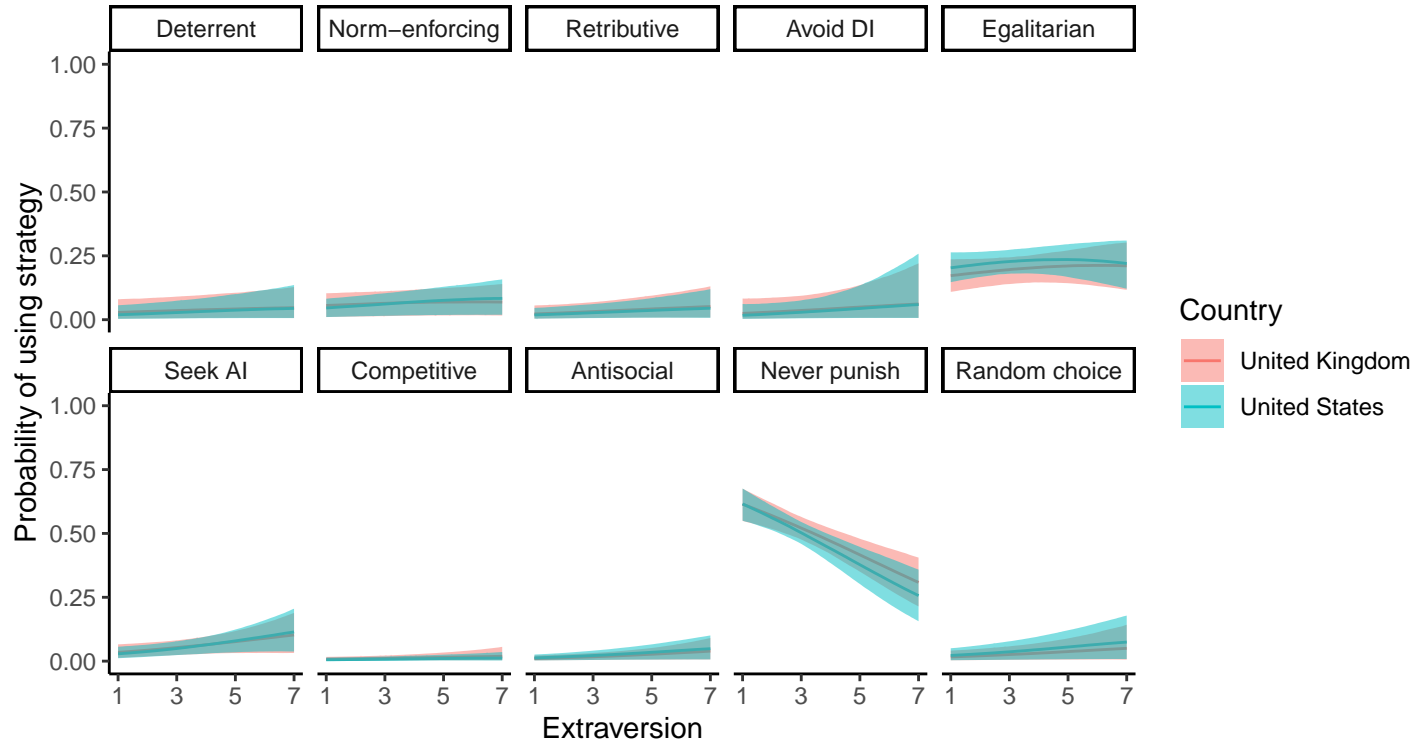 Deterrent
Norm−enforcing
Retributive
Avoid DI
Egalitarian
1.00
0.75
0.50
0.25
0.00
Seek AI
Competitive
Antisocial
Never punish
Random choice
1.00
0.75
0.50
0.25
0.00
1 3 5 7
1 3 5 7
1 3 5 7
1 3 5 7
1 3 5 7
Extraversion
Probability of using strategy
Country
United Kingdom
United States